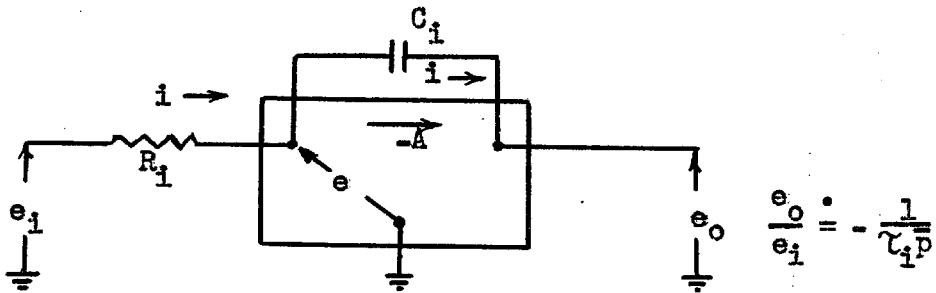 C_i
i →
i →
-A
R_i
e
e_i
e_o
e_o/e_i ≐ - 1/(τ_i p̄)